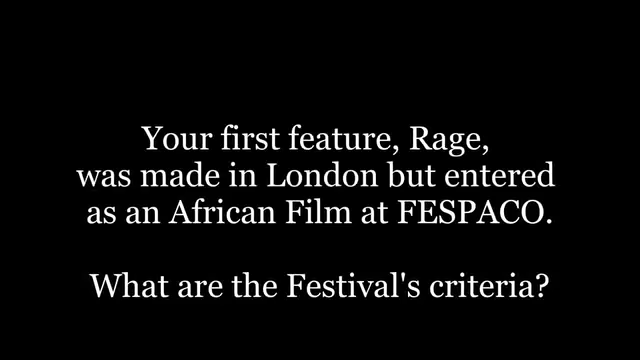 Your first feature, Rage,
was made in London but entered
as an African Film at FESPACO.
What are the Festival's criteria?